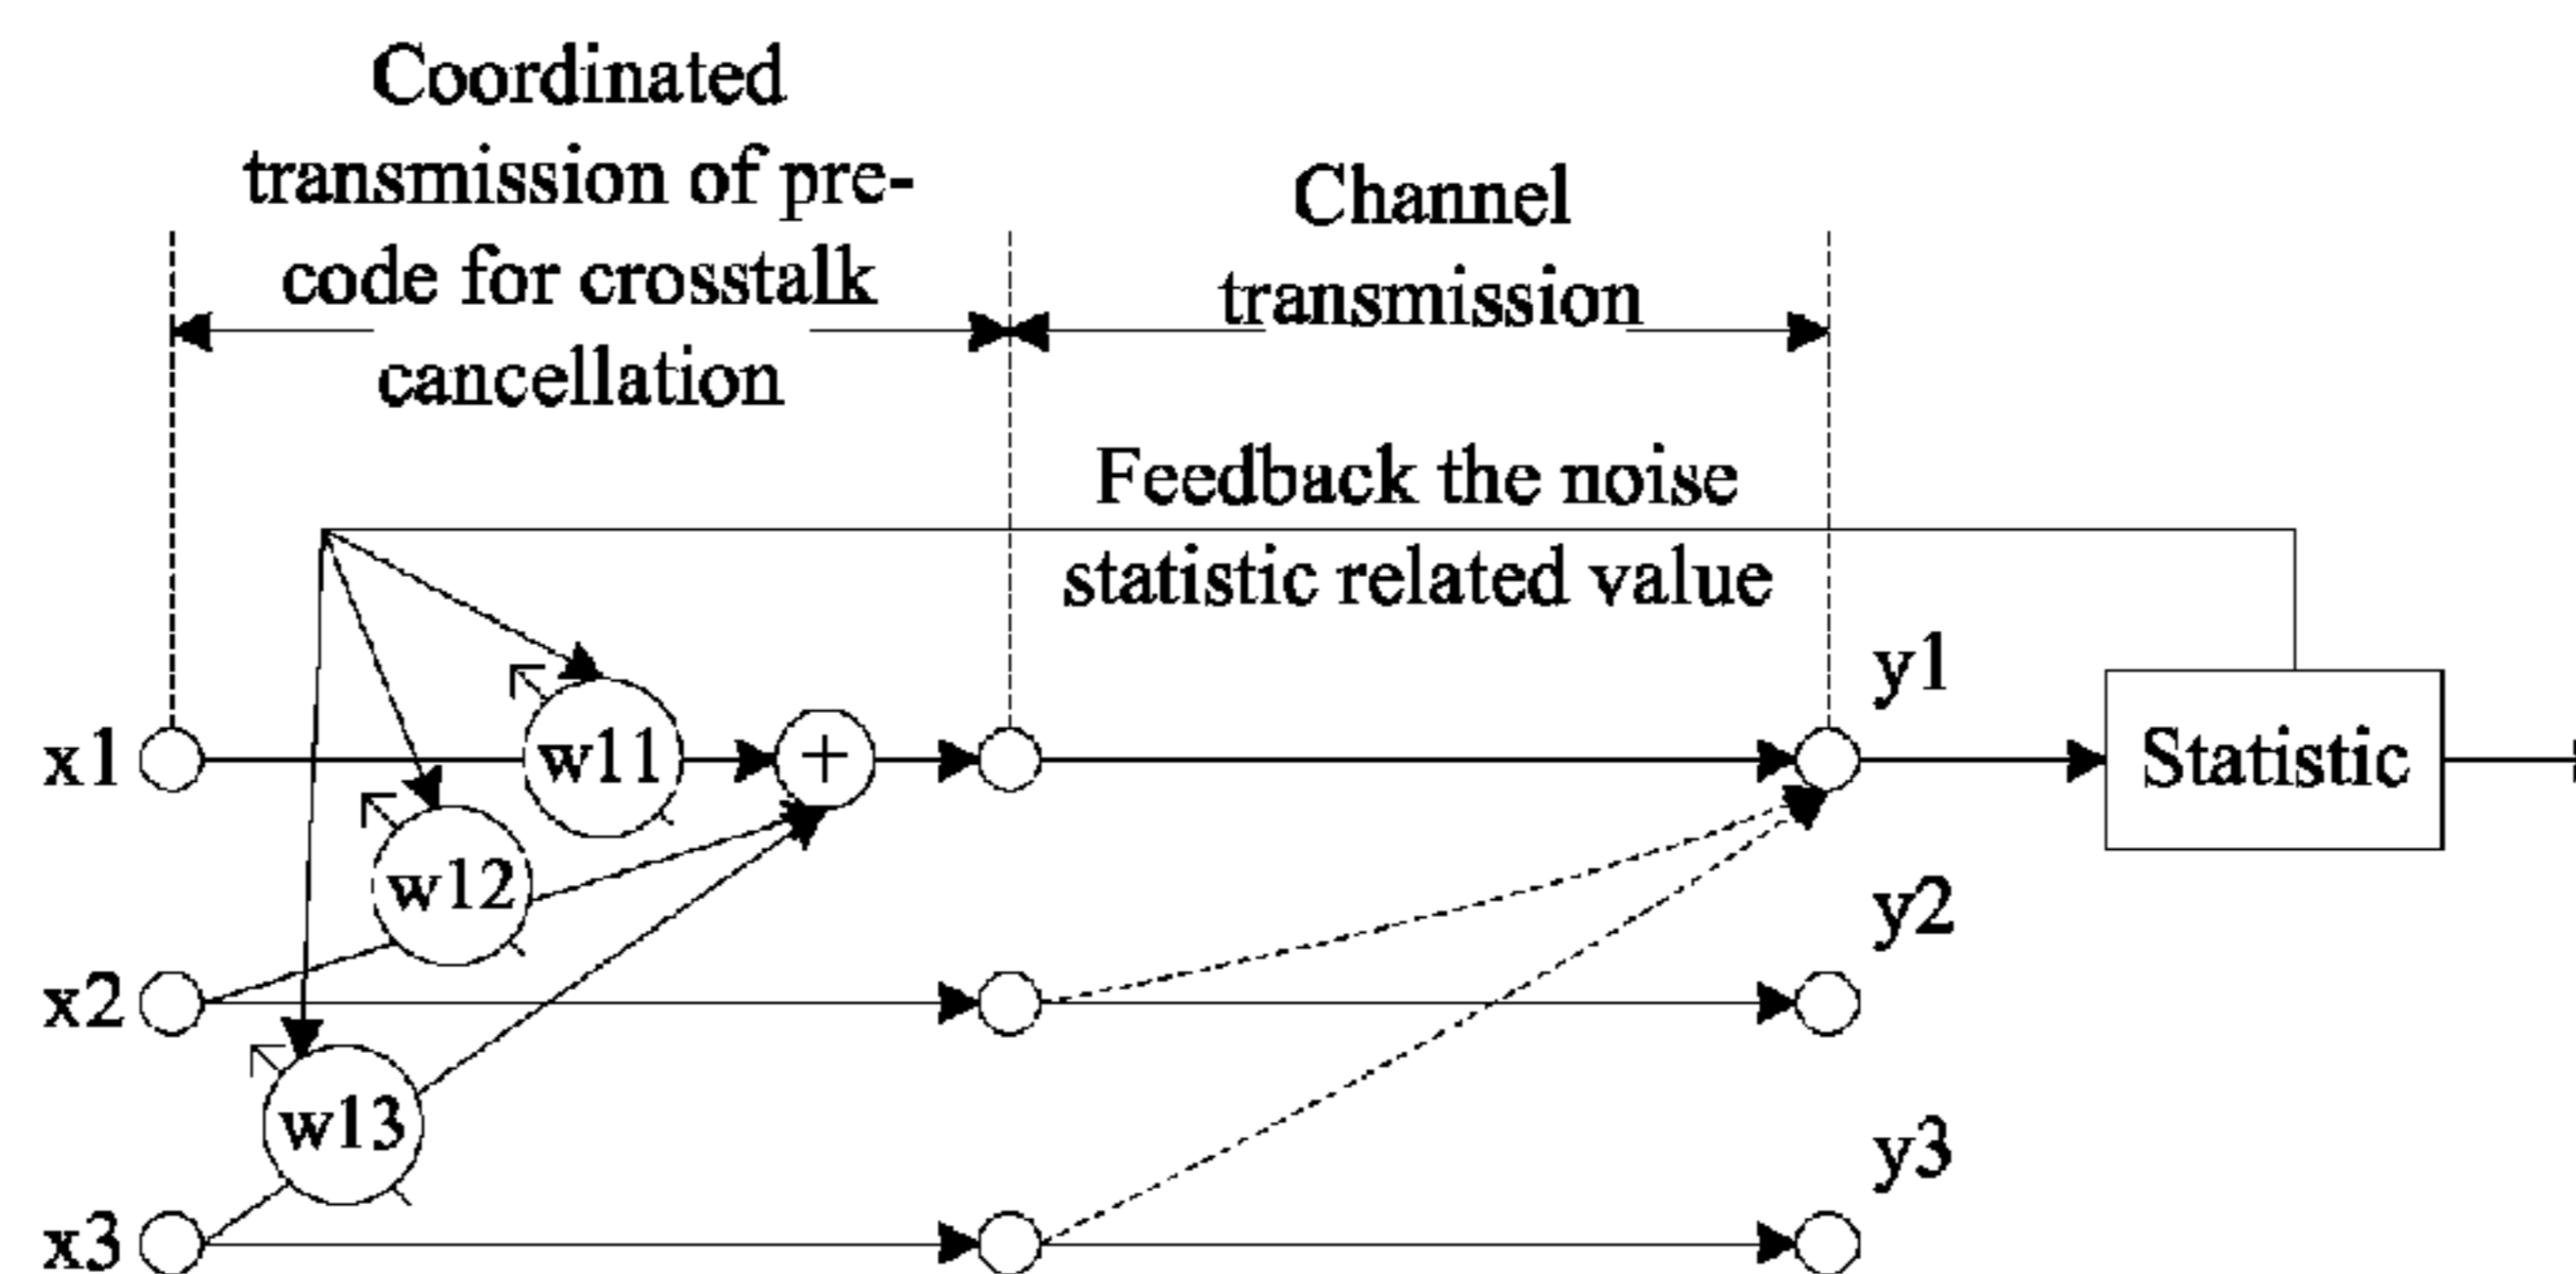 Coordinated
transmission of pre-
code for crosstalk
cancellation
Channel
transmission
Feedback the noise
statistic related value
y1
x1
w11
+
Statistic
w12
y2
x2
w13
y3
x3